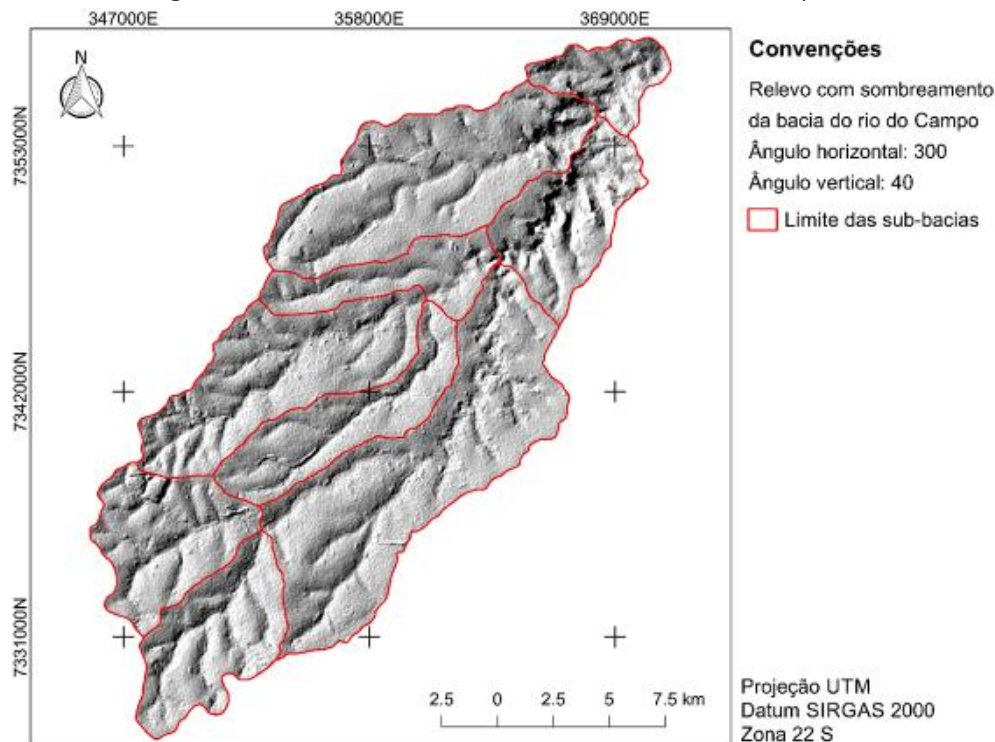 347000E 358000E 369000E
7353000N
7342000N
7331000N
N
Convenções
Relevo com sombreamento
da bacia do rio do Campo
Ângulo horizontal: 300
Ângulo vertical: 40
Limite das sub-bacias
2.5 0 2.5 5 7.5 km
Projeção UTM
Datum SIRGAS 2000
Zona 22 S